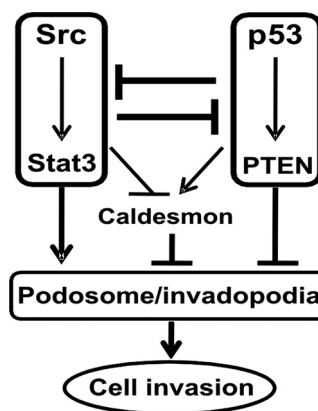 Src p53
Stat3 PTEN
Caldesmon
Podosome/invadopodia
Cell invasion